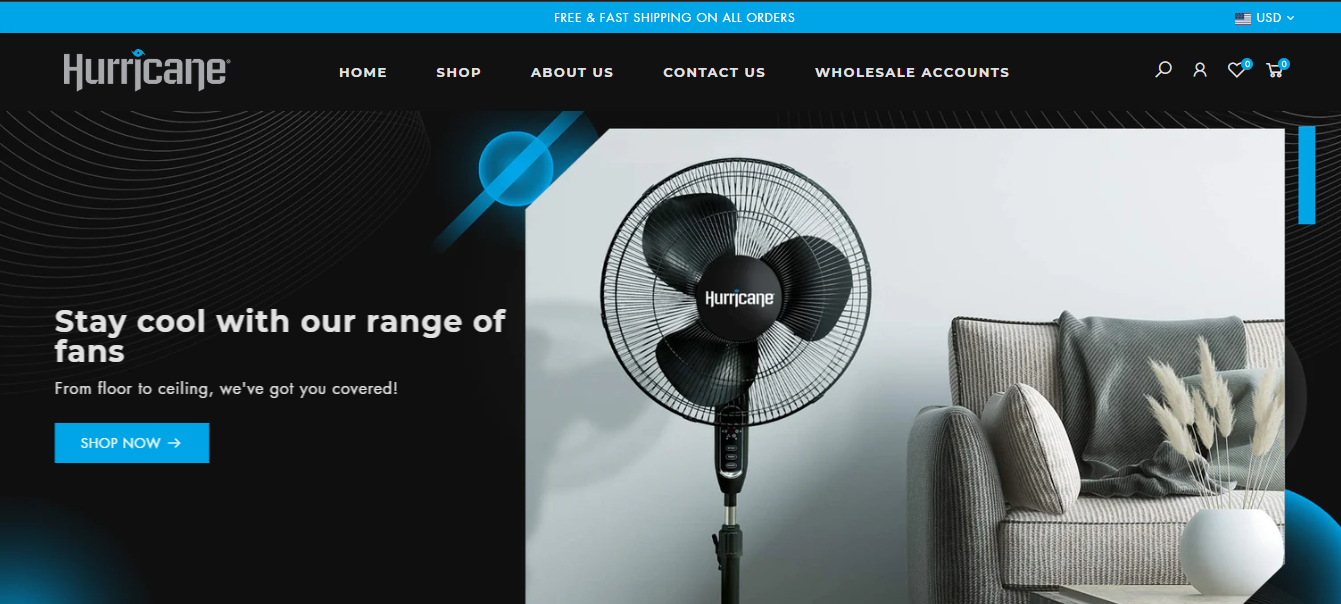 FREE & FAST SHIPPING ON ALL ORDERS
USD
Hurricane®
HOME
SHOP
ABOUT US
CONTACT US
WHOLESALE ACCOUNTS
0
0
Stay cool with our range of
fans
From floor to ceiling, we've got you covered!
SHOP NOW →
Hurricane